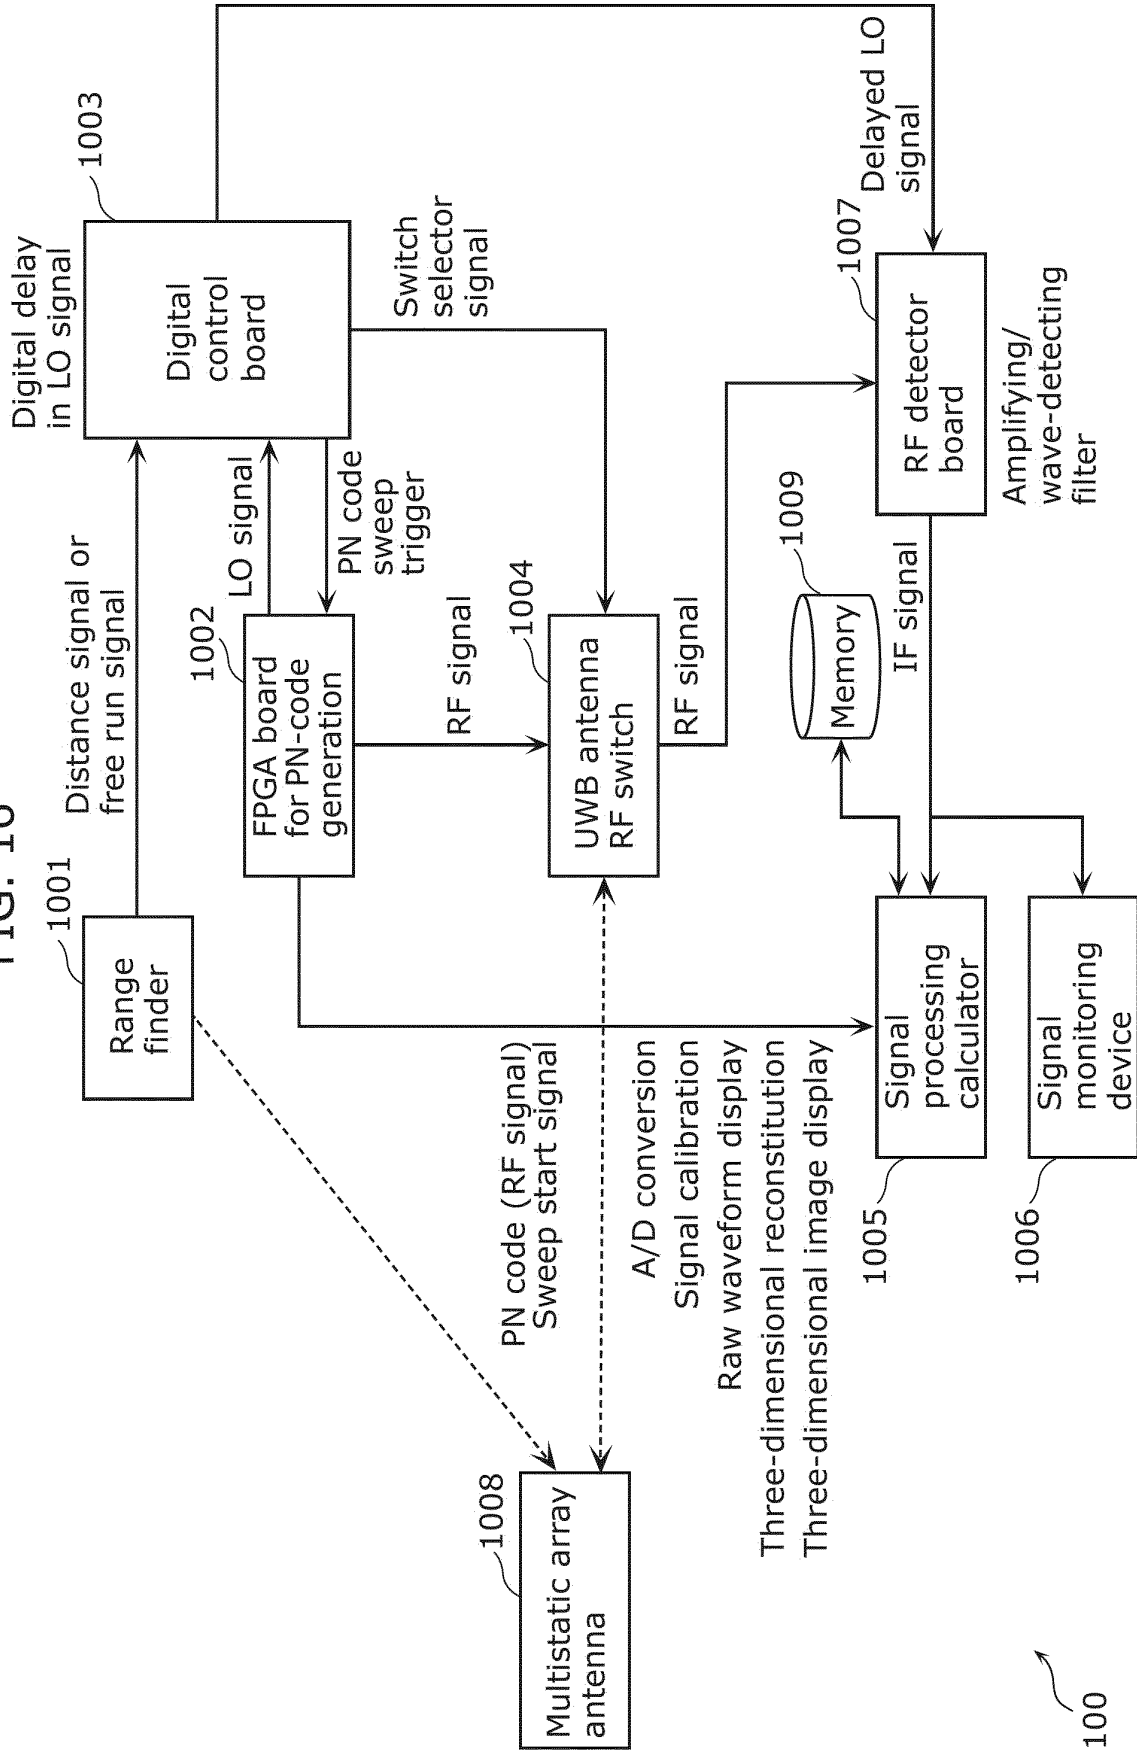 FIG.
Digital delay
in LO signal
1001
1003
Range
finder
Distance signal or
free run signal
Digital
control
board
1002
LO signal
FPGA board
for PN-code
generation
PN code
sweep
trigger
Switch
selector
signal
RF signal
1008
PN code (RF signal)
Sweep start signal
1004
Multistatic array
antenna
UWB antenna
RF switch
RF signal
A/D conversion
Signal calibration
Raw waveform display
Three-dimensional reconstitution
Three-dimensional image display
1009
Memory
1007
Delayed LO
signal
1005
Signal
processing
calculator
IF signal
RF detector
board
Amplifying/
wave-detecting
filter
1006
Signal
monitoring
device
100